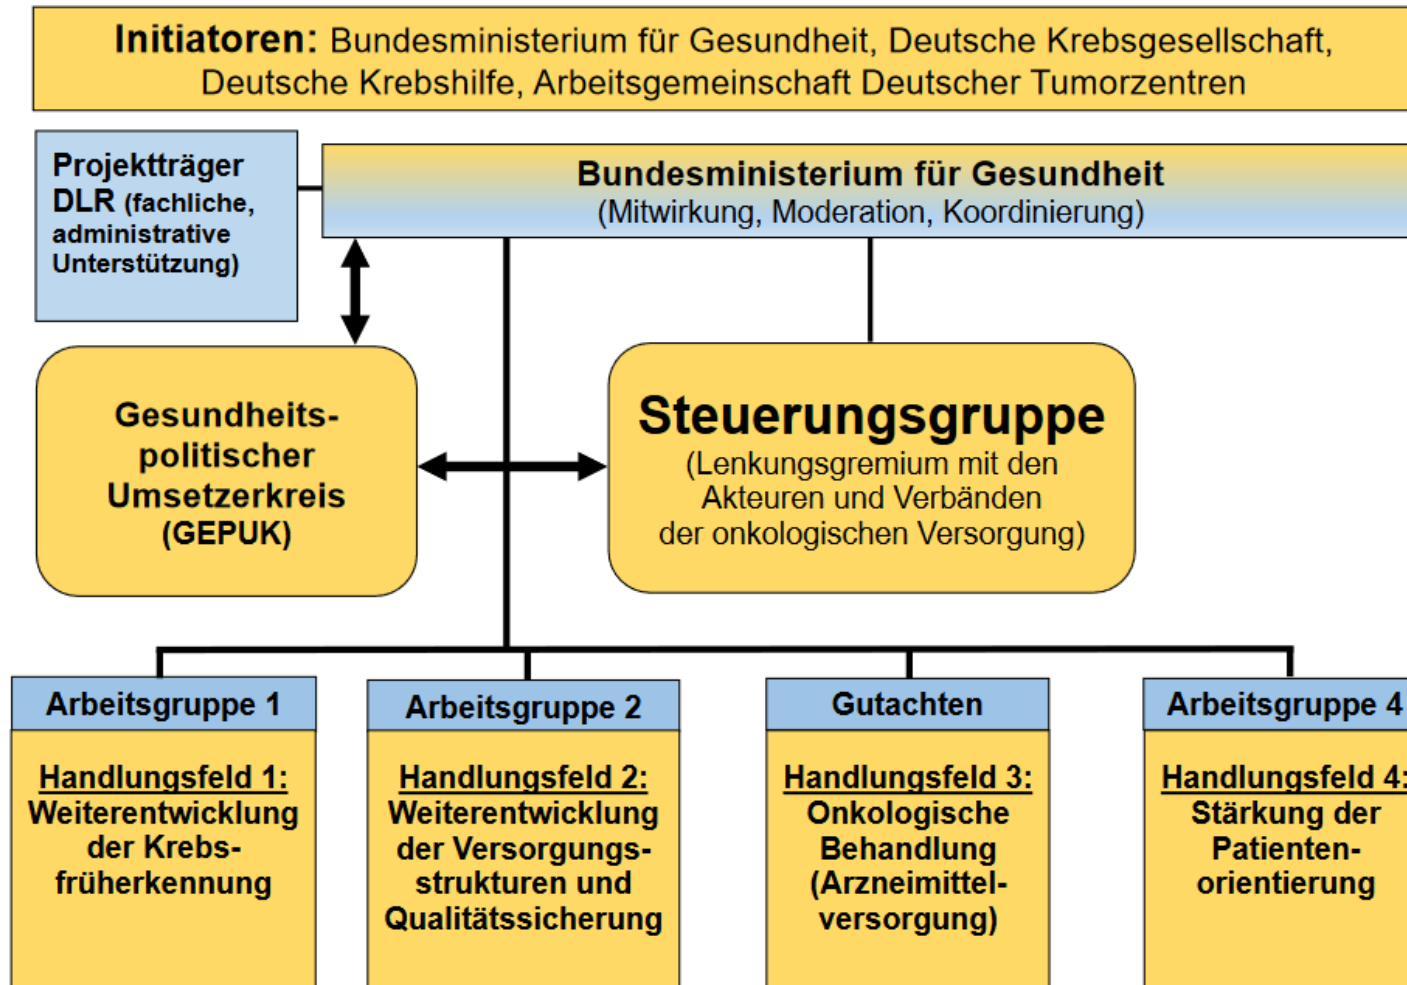 Initiatoren: Bundesministerium für Gesundheit, Deutsche Krebsgesellschaft,
Deutsche Krebshilfe, Arbeitsgemeinschaft Deutscher Tumorzentren
Projektträger
DLR (fachliche,
administrative
Unterstützung)
Bundesministerium für Gesundheit
(Mitwirkung, Moderation, Koordinierung)
Gesundheits-
politischer
Umsetzerkreis
(GEPUK)
Steuerungsgruppe
(Lenkungsgremium mit den
Akteuren und Verbänden
der onkologischen Versorgung)
Arbeitsgruppe 1
Handlungsfeld 1:
Weiterentwicklung
der Krebs-
früherkennung
Arbeitsgruppe 2
Handlungsfeld 2:
Weiterentwicklung
der Versorgungs-
strukturen und
Qualitätssicherung
Gutachten
Handlungsfeld 3:
Onkologische
Behandlung
(Arzneimittel-
versorgung)
Arbeitsgruppe 4
Handlungsfeld 4:
Stärkung der
Patienten-
orientierung